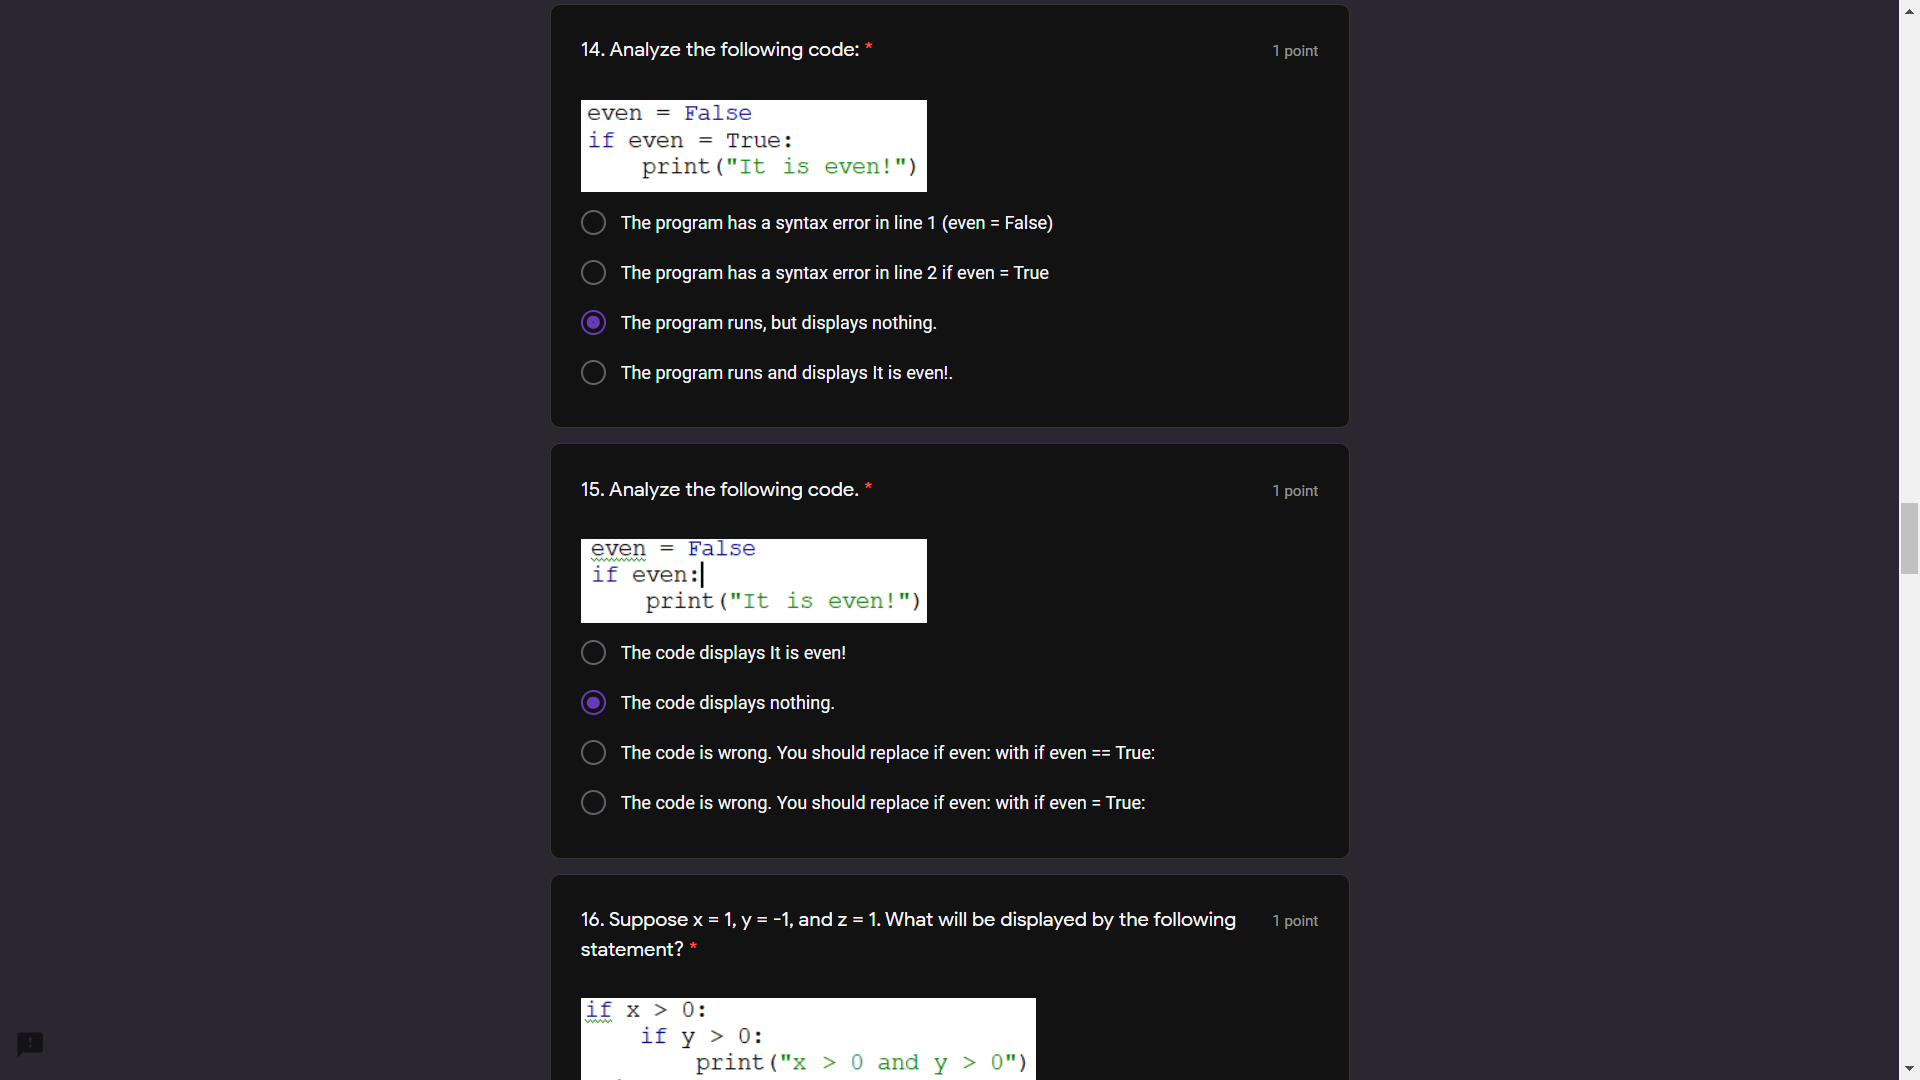 14. Analyze the following code: *
1 point
even = False
if even = True:
print("It is even!")
The program has a syntax error in line 1 (even = False)
The program has a syntax error in line 2 if even = True
The program runs, but displays nothing.
The program runs and displays It is even!.
15. Analyze the following code. *
1 point
even = False
if even:
print("It is even!")
The code displays It is even!
The code displays nothing.
The code is wrong. You should replace if even: with if even == True:
The code is wrong. You should replace if even: with if even = True:
16. Suppose x = 1, y = -1, and z = 1. What will be displayed by the following
statement? *
1 point
if x > 0:
if y > 0:
print("x > 0 and y > 0")